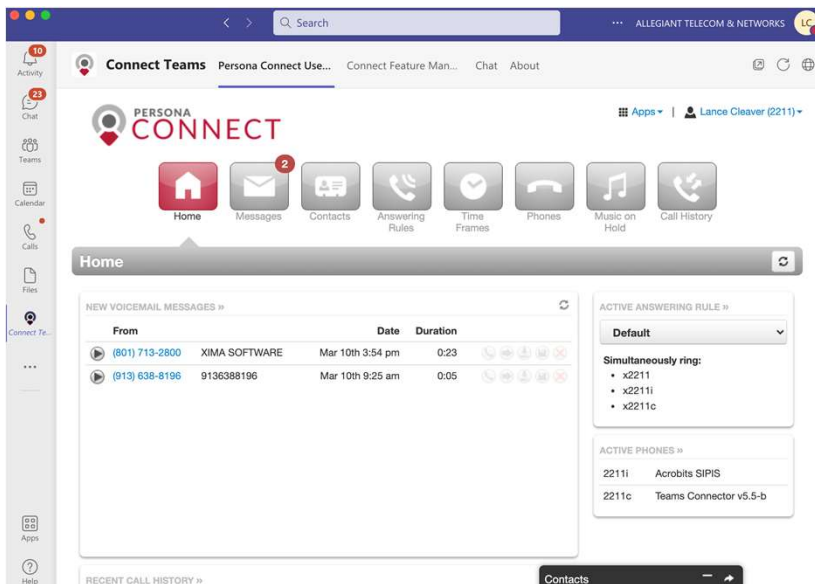 Search
ALLEGIANT TELECOM & NETWORKS
LC
10
Activity
23
Chat
Teams
Calendar
Calls
Files
Connect Te...
Apps
Help
Connect Teams
Persona Connect Use...
Connect Feature Man...
Chat
About
PERSONA
CONNECT
Apps
|
Lance Cleaver (2211)
2
Home
Messages
Contacts
Answering
Rules
Time
Frames
Phones
Music on
Hold
Call History
Home
NEW VOICEMAIL MESSAGES »
From Date Duration
(801) 713-2800 XIMA SOFTWARE Mar 10th 3:54 pm 0:23
(913) 638-8196 9136388196 Mar 10th 9:25 am 0:05
ACTIVE ANSWERING RULE »
Default
Simultaneously ring:
• x2211
• x2211i
• x2211c
ACTIVE PHONES »
2211i Acrobits SIPIS
2211c Teams Connector v5.5-b
RECENT CALL HISTORY »
Contacts